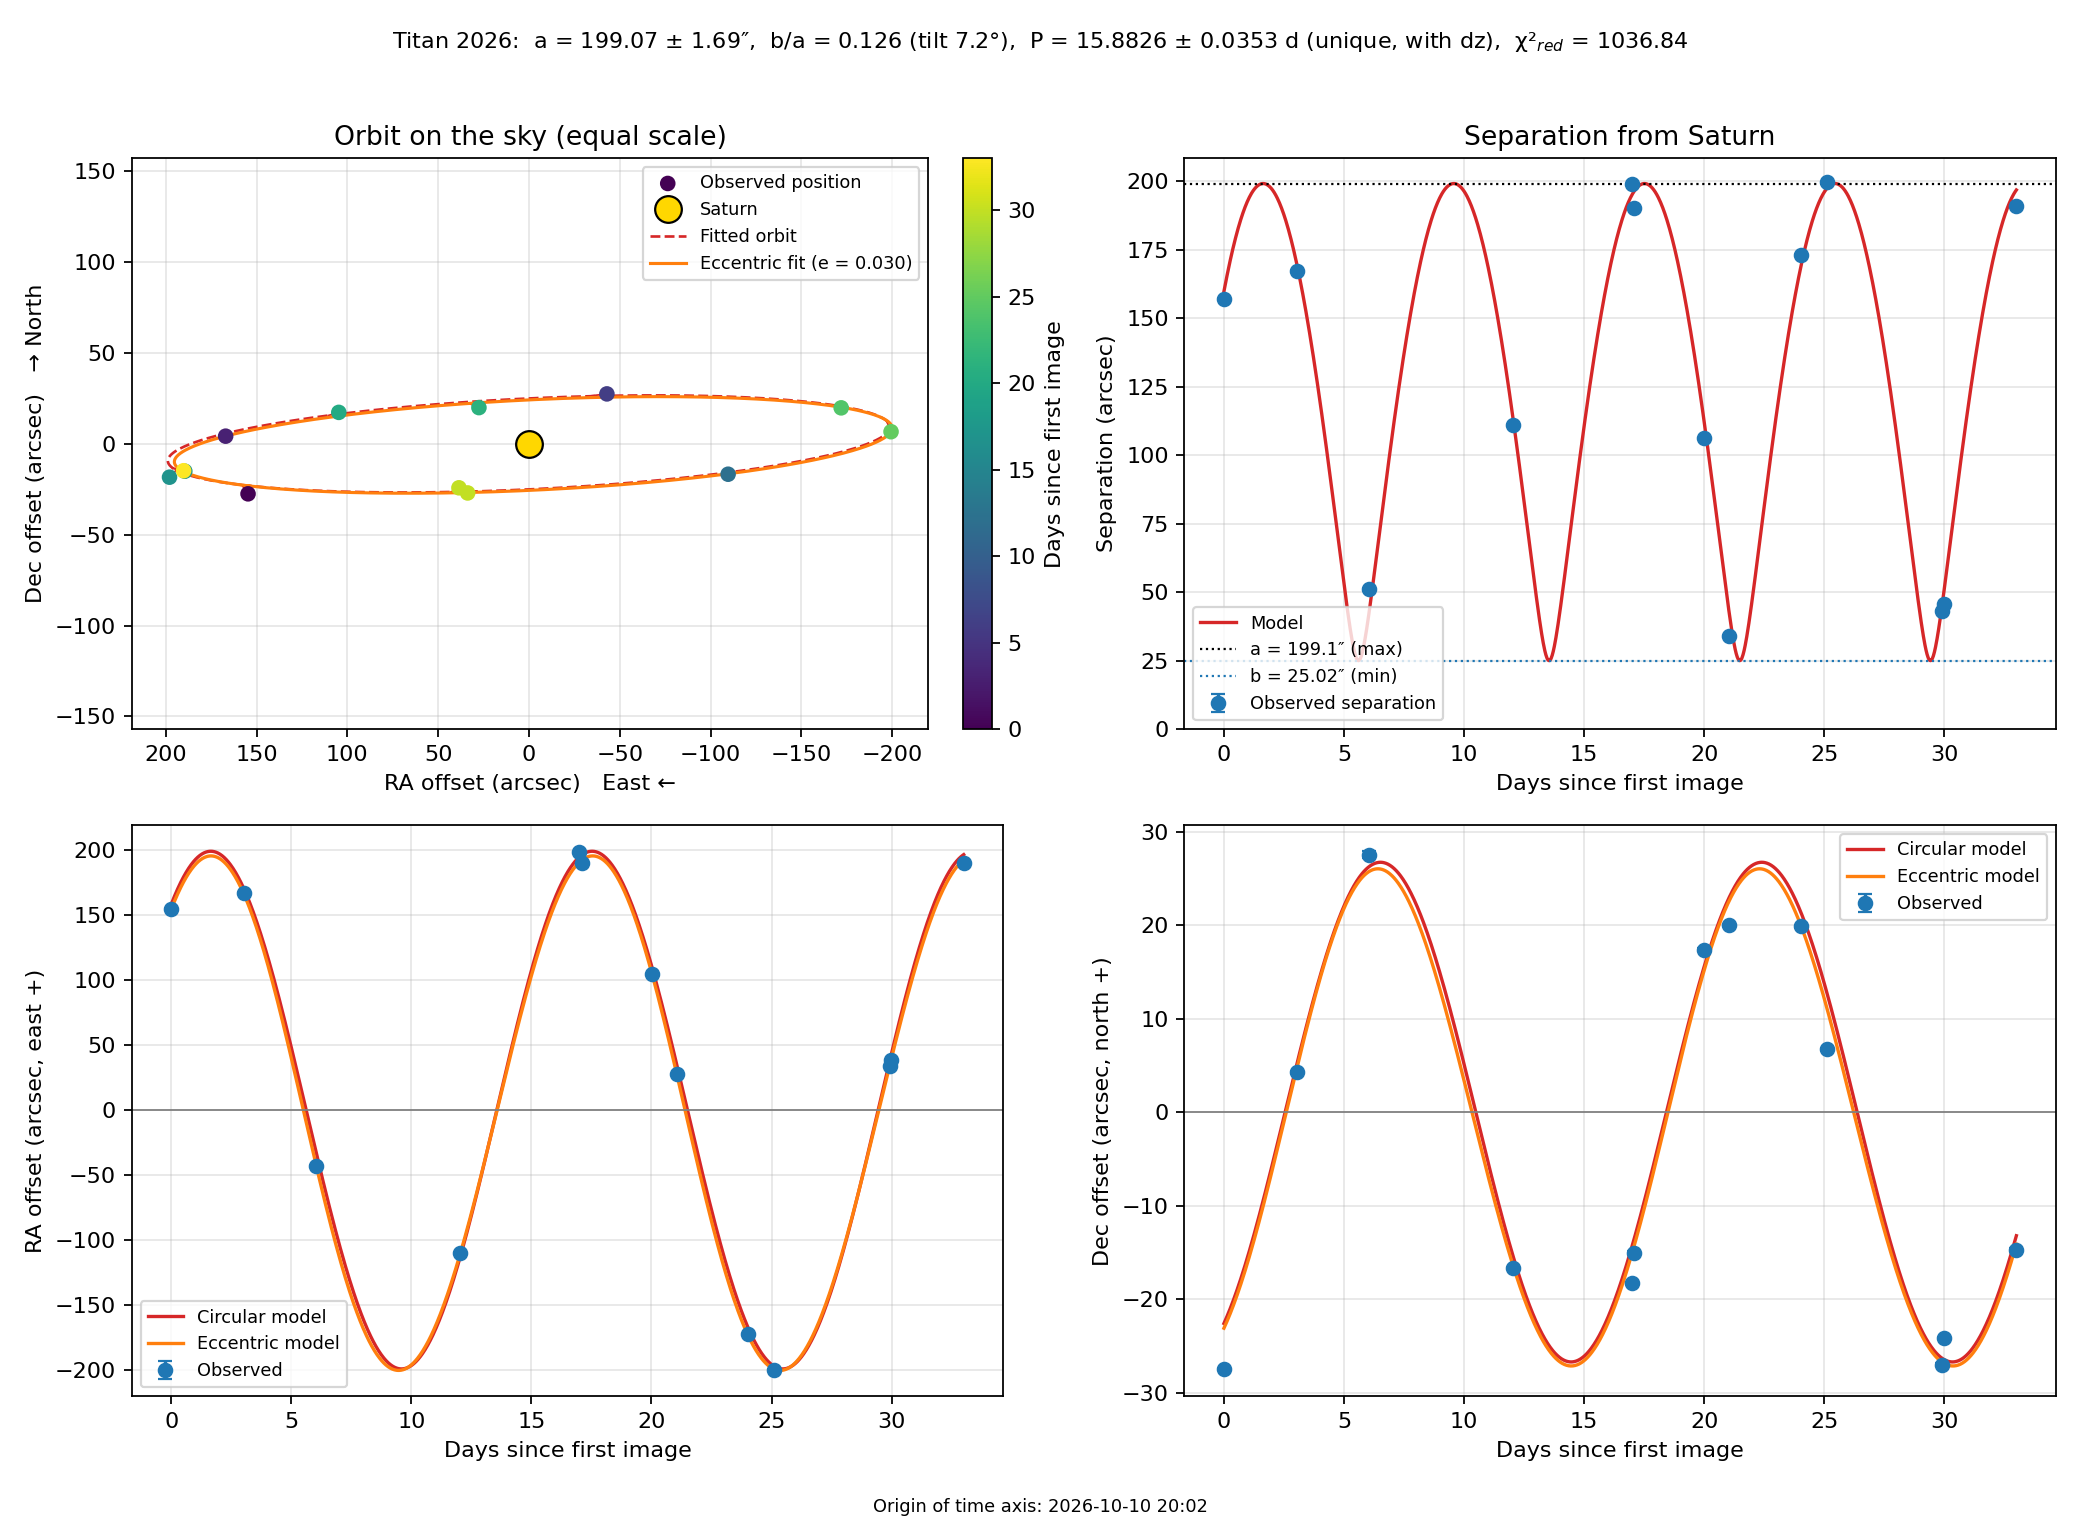 Titan 2026:  a = 199.07 ± 1.69″,  b/a = 0.126 (tilt 7.2°),  P = 15.8826 ± 0.0353 d (unique, with dz),  χ²red = 1036.84
Orbit on the sky (equal scale)
150
100
50
0
−50
−100
−150
Dec offset (arcsec)   → North
Observed position
Saturn
Fitted orbit
Eccentric fit (e = 0.030)
200
150
100
50
0
−50
−100
−150
−200
RA offset (arcsec)   East ←
30
25
20
15
10
5
0
Days since first image
Separation from Saturn
200
175
150
125
100
75
50
25
0
Separation (arcsec)
Model
a = 199.1″ (max)
b = 25.02″ (min)
Observed separation
0
5
10
15
20
25
30
Days since first image
200
150
100
50
0
−50
−100
−150
−200
RA offset (arcsec, east +)
Circular model
Eccentric model
Observed
0
5
10
15
20
25
30
Days since first image
30
20
10
0
−10
−20
−30
Dec offset (arcsec, north +)
Circular model
Eccentric model
Observed
0
5
10
15
20
25
30
Days since first image
Origin of time axis: 2026-10-10 20:02